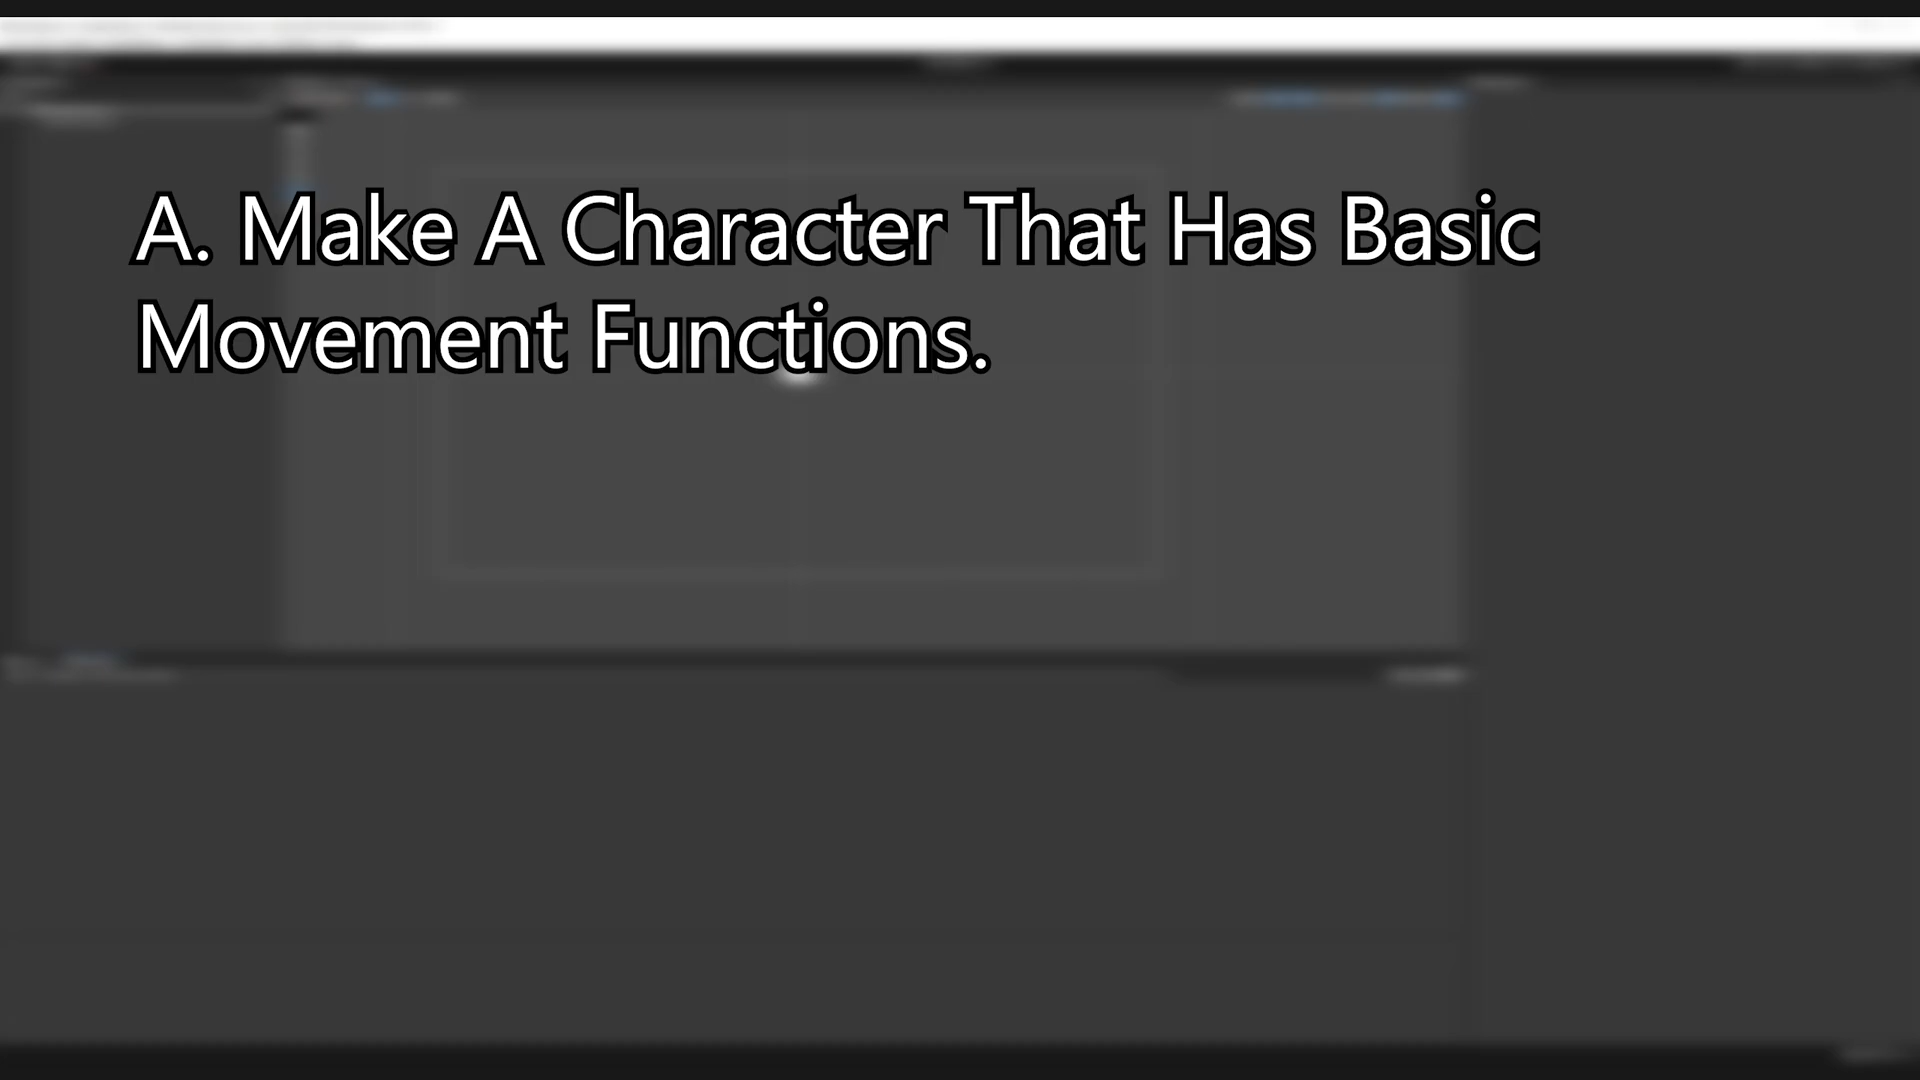 A. Make A Character That Has Basic
Movement Functions.